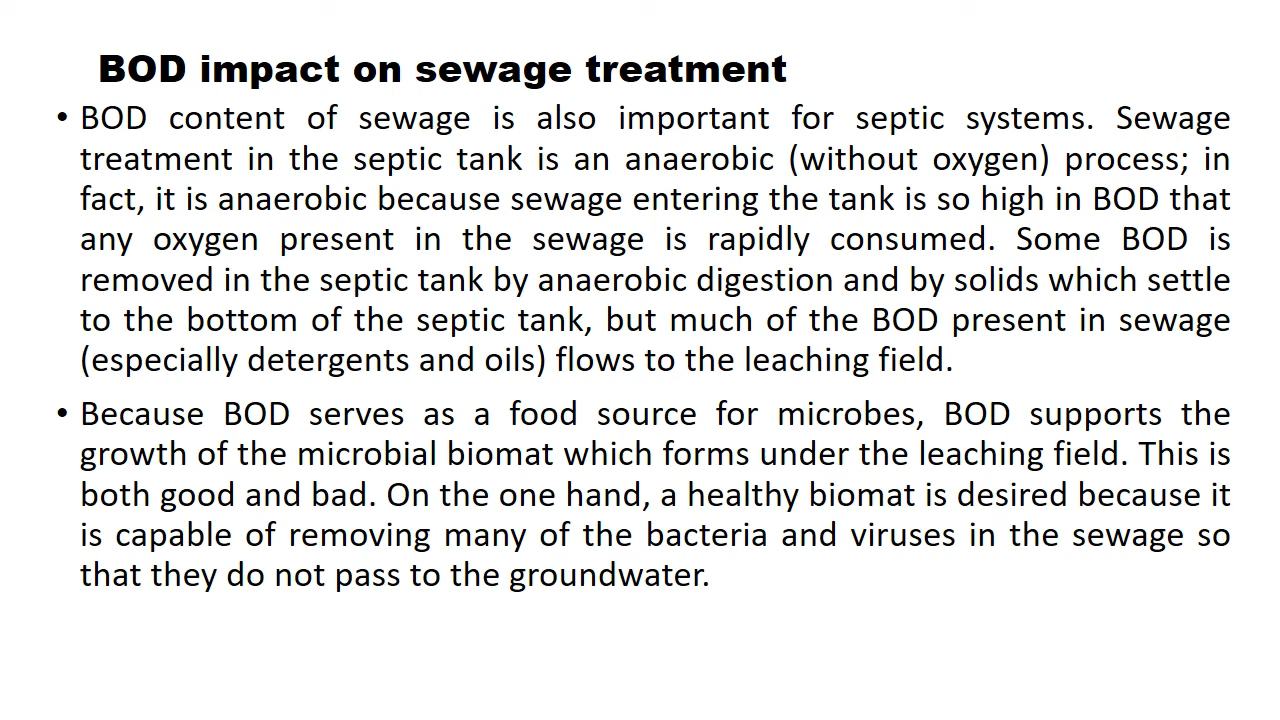 BOD impact on sewage treatment
• BOD content of sewage is also important for septic systems. Sewage
treatment in the septic tank is an anaerobic (without oxygen) process; in
fact, it is anaerobic because sewage entering the tank is so high in BOD that
any oxygen present in the sewage is rapidly consumed. Some BOD is
removed in the septic tank by anaerobic digestion and by solids which settle
to the bottom of the septic tank, but much of the BOD present in sewage
(especially detergents and oils) flows to the leaching field.
• Because BOD serves as a food source for microbes, BOD supports the
growth of the microbial biomat which forms under the leaching field. This is
both good and bad. On the one hand, a healthy biomat is desired because it
is capable of removing many of the bacteria and viruses in the sewage so
that they do not pass to the groundwater.